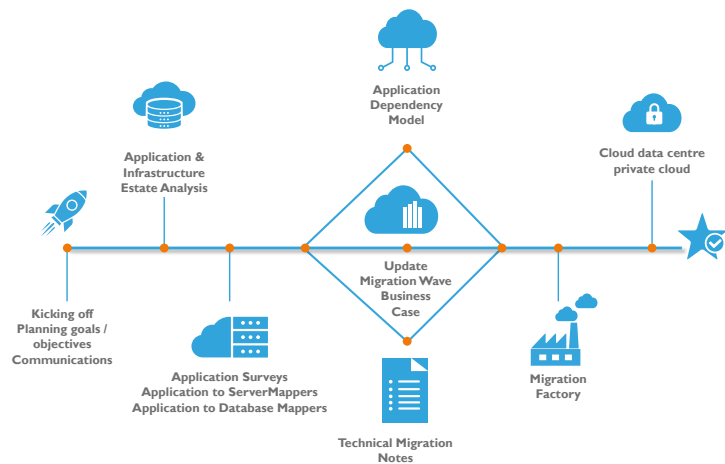 Application
Dependency
Model
Application &
Infrastructure
Estate Analysis
Cloud data centre
private cloud
Update
Migration Wave
Business
Case
Kicking off
Planning goals /
objectives
Communications
Application Surveys
Application to ServerMappers
Application to Database Mappers
Migration
Factory
Technical Migration
Notes